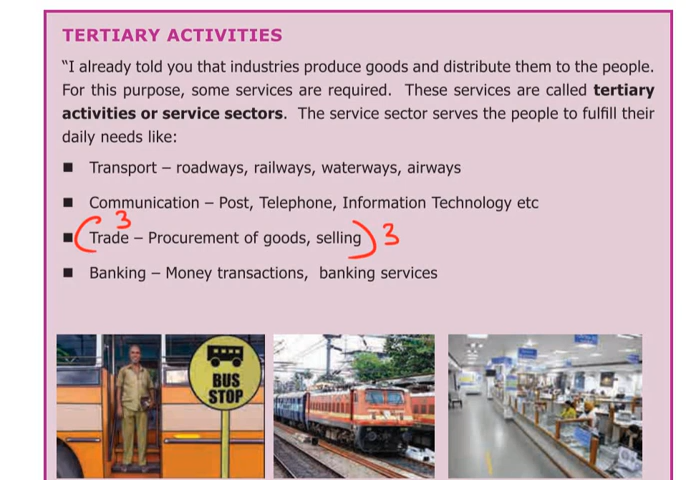 TERTIARY ACTIVITIES
“I already told you that industries produce goods and distribute them to the people.
For this purpose, some services are required. These services are called tertiary
activities or service sectors. The service sector serves the people to fulfill their
daily needs like:
■ Transport – roadways, railways, waterways, airways
■ Communication – Post, Telephone, Information Technology etc
3
■ (Trade – Procurement of goods, selling) 3
■ Banking – Money transactions, banking services
BUS
STOP